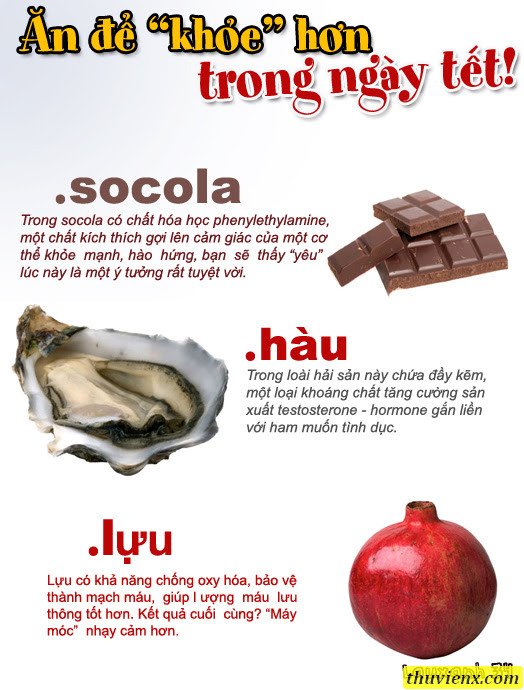 Ăn để “khỏe” hơn
trong ngày tết!
.socola
Trong socola có chất hóa học phenylethylamine,
một chất kích thích gợi lên cảm giác của một cơ
thể khỏe mạnh, hào hứng, bạn sẽ thấy “yêu”
lúc này là một ý tưởng rất tuyệt vời.
.hàu
Trong loài hải sản này chứa đầy kẽm,
một loại khoáng chất tăng cường sản
xuất testosterone - hormone gắn liền
với ham muốn tình dục.
.lựu
Lựu có khả năng chống oxy hóa, bảo vệ
thành mạch máu, giúp l ượng máu lưu
thông tốt hơn. Kết quả cuối cùng? “Máy
móc” nhạy cảm hơn.
thuvienx.com